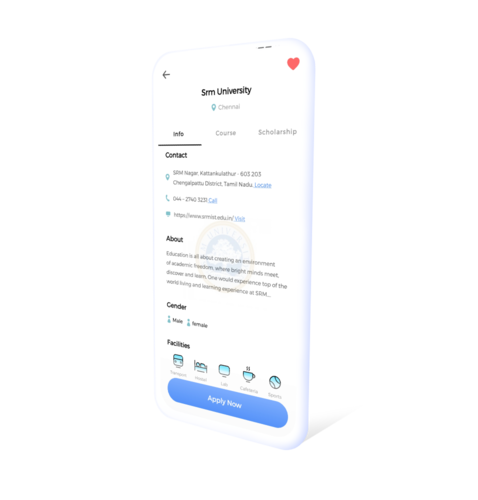 Srm University
Chennai
Info Course Scholarship
Contact
SRM Nagar, Kattankulathur - 603 203
Chengalpattu District, Tamil Nadu. Locate
044 - 2740 3231 Call
https://www.srmist.edu.in/ Visit
About
Education is all about creating an environment
of academic freedom, where bright minds meet,
discover and learn. One would experience top of the
world living and learning experience at SRM...
Gender
Male female
Facilities
Transport Hostel Lab Cafeteria Sports
Apply Now